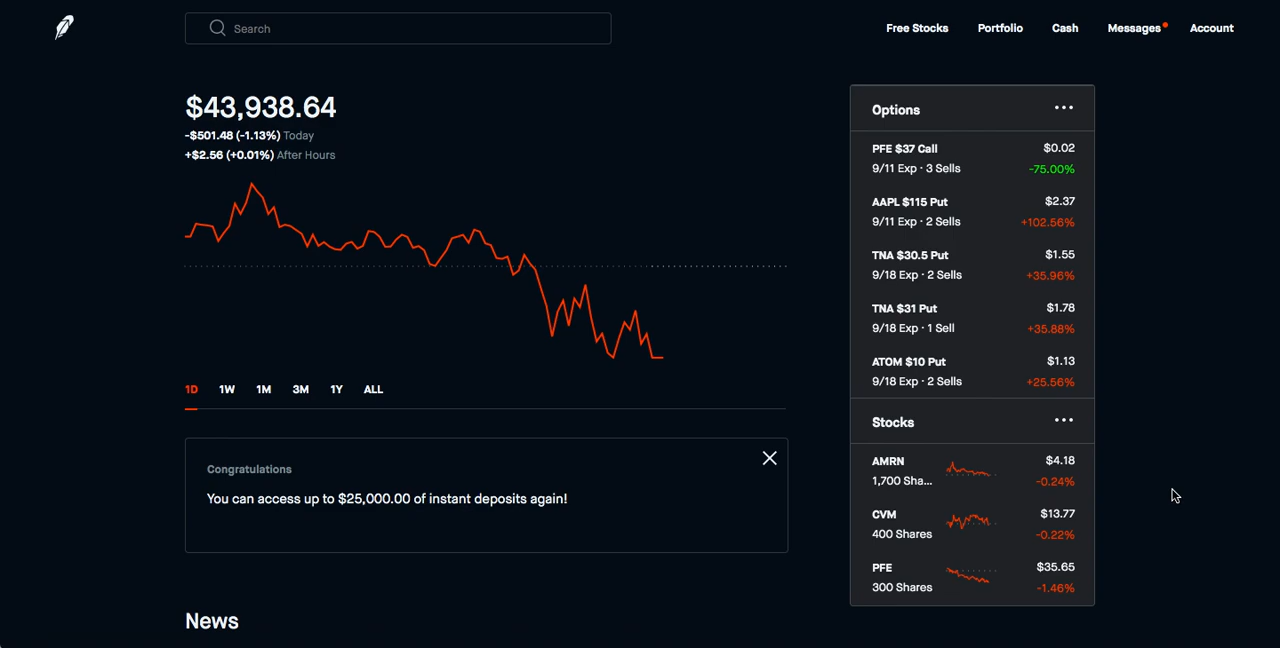 Search
Free Stocks
Portfolio
Cash
Messages
Account
$43,938.64
-$501.48 (-1.13%) Today
+$2.56 (+0.01%) After Hours
1D
1W
1M
3M
1Y
ALL
Congratulations
You can access up to $25,000.00 of instant deposits again!
News
Options
PFE $37 Call
$0.02
9/11 Exp · 3 Sells
-75.00%
AAPL $115 Put
$2.37
9/11 Exp · 2 Sells
+102.56%
TNA $30.5 Put
$1.55
9/18 Exp · 2 Sells
+35.96%
TNA $31 Put
$1.78
9/18 Exp · 1 Sell
+35.88%
ATOM $10 Put
$1.13
9/18 Exp · 2 Sells
+25.56%
Stocks
AMRN
$4.18
1,700 Sha...
-0.24%
CVM
$13.77
400 Shares
-0.22%
PFE
$35.65
300 Shares
-1.46%